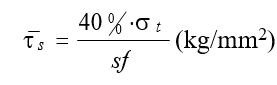 τ̄s = 40%·σt / sf (kg/mm²)